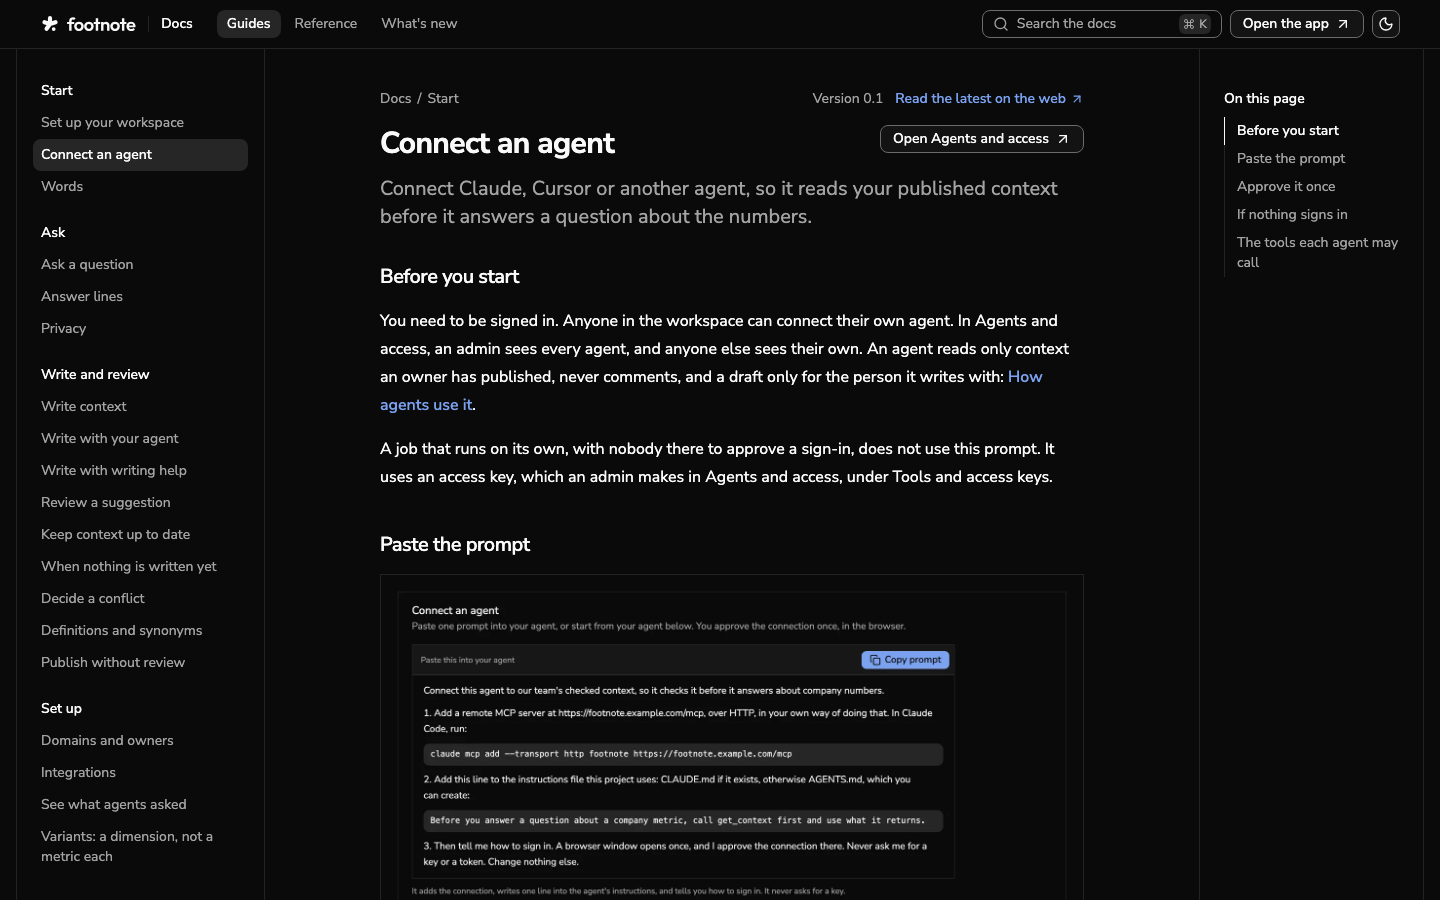 footnote
Docs
Guides
Reference
What's new
Search the docs
⌘ K
Open the app
Start
Set up your workspace
Connect an agent
Words
Ask
Ask a question
Answer lines
Privacy
Write and review
Write context
Write with your agent
Write with writing help
Review a suggestion
Keep context up to date
When nothing is written yet
Decide a conflict
Definitions and synonyms
Publish without review
Set up
Domains and owners
Integrations
See what agents asked
Variants: a dimension, not a
metric each
Docs / Start
Version 0.1
Read the latest on the web
Connect an agent
Open Agents and access
Connect Claude, Cursor or another agent, so it reads your published context
before it answers a question about the numbers.
Before you start
You need to be signed in. Anyone in the workspace can connect their own agent. In Agents and
access, an admin sees every agent, and anyone else sees their own. An agent reads only context
an owner has published, never comments, and a draft only for the person it writes with: How
agents use it.
A job that runs on its own, with nobody there to approve a sign-in, does not use this prompt. It
uses an access key, which an admin makes in Agents and access, under Tools and access keys.
Paste the prompt
Connect an agent
Paste one prompt into your agent, or start from your agent below. You approve the connection once, in the browser.
Paste this into your agent
Copy prompt
Connect this agent to our team's checked context, so it checks it before it answers about company numbers.
1. Add a remote MCP server at https://footnote.example.com/mcp, over HTTP, in your own way of doing that. In Claude
Code, run:
claude mcp add --transport http footnote https://footnote.example.com/mcp
2. Add this line to the instructions file this project uses: CLAUDE.md if it exists, otherwise AGENTS.md, which you
can create:
Before you answer a question about a company metric, call get_context first and use what it returns.
3. Then tell me how to sign in. A browser window opens once, and I approve the connection there. Never ask me for a
key or a token. Change nothing else.
It adds the connection, writes one line into the agent's instructions, and tells you how to sign in. It never asks for a key.
On this page
Before you start
Paste the prompt
Approve it once
If nothing signs in
The tools each agent may
call